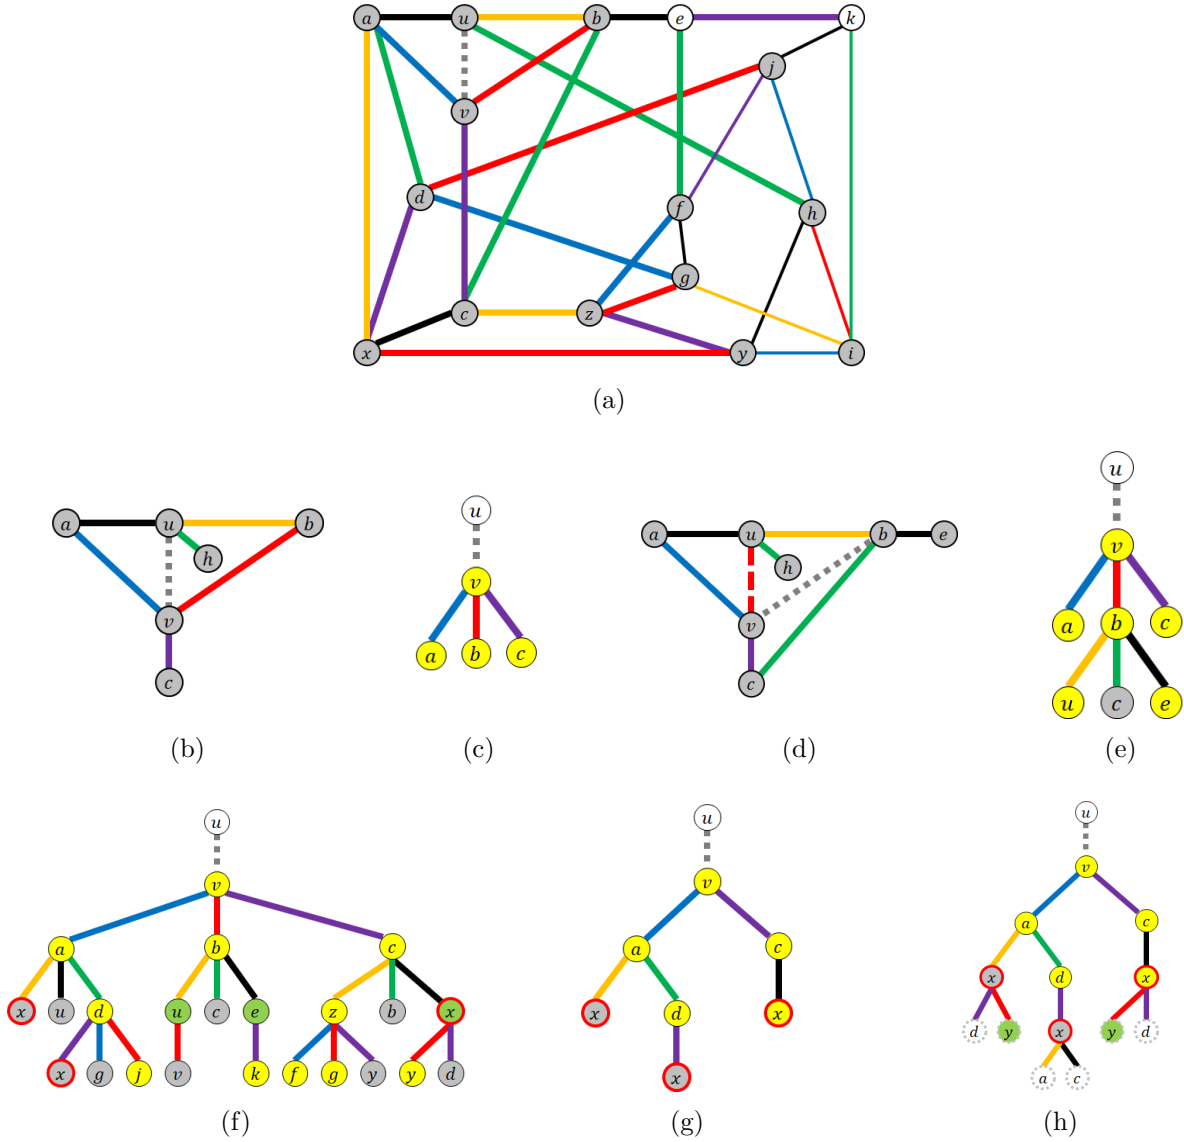 a u b e k
j
v
d f h
g
c z
x y i
(a)
a u b
h
v
c
(b)
u
v
a b c
(c)
a u b e
h
v
c
(d)
u
v
a b c
u c e
(e)
u
v
a b c
x u d u c e z b x
x g j v k f g y y d
(f)
u
v
a c
x d x
x
(g)
u
v
a c
x d x
d y x y d
a c
(h)